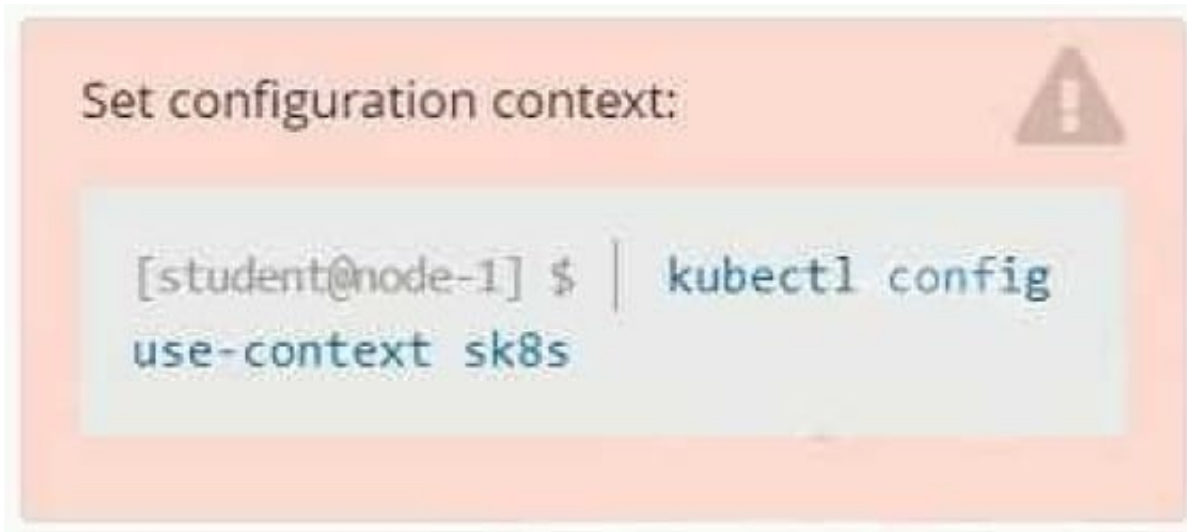 Set configuration context:
[student@node-1] $ | kubectl config
use-context sk8s